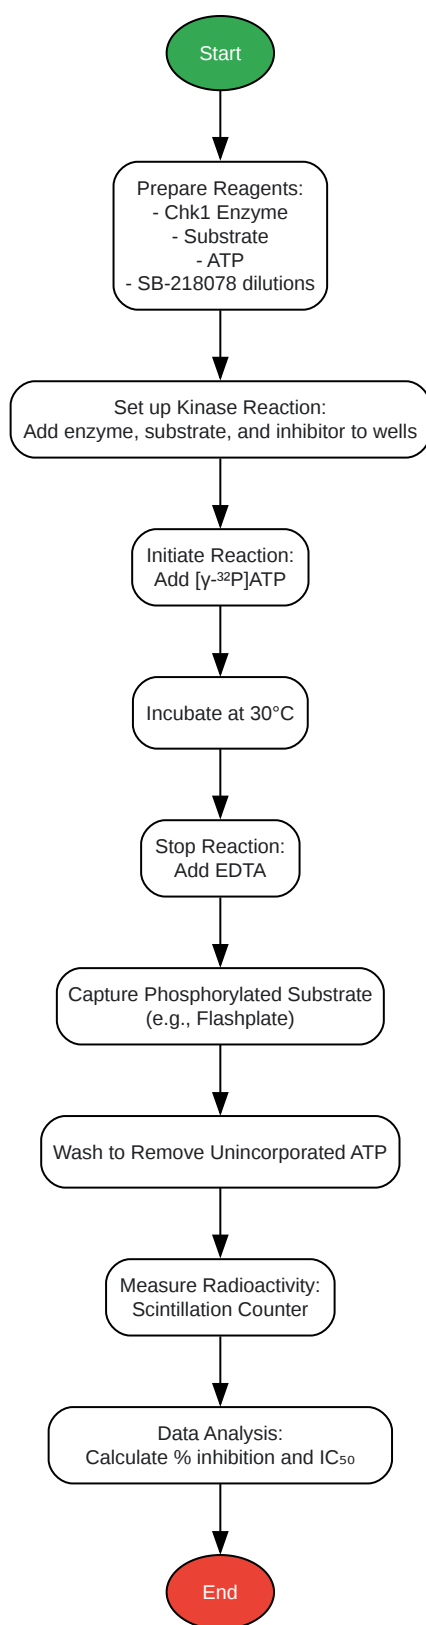 Start
Prepare Reagents:
- Chk1 Enzyme
- Substrate
- ATP
- SB-218078 dilutions
Set up Kinase Reaction:
Add enzyme, substrate, and inhibitor to wells
Initiate Reaction:
Add [γ-³²P]ATP
Incubate at 30°C
Stop Reaction:
Add EDTA
Capture Phosphorylated Substrate
(e.g., Flashplate)
Wash to Remove Unincorporated ATP
Measure Radioactivity:
Scintillation Counter
Data Analysis:
Calculate % inhibition and IC₅₀
End